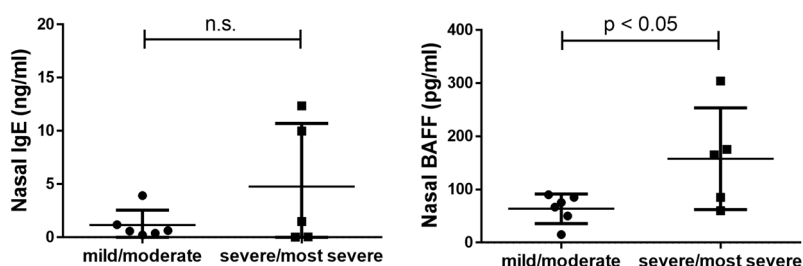 n.s.
Nasal IgE (ng/ml)
20
15
10
5
0
mild/moderate severe/most severe
p < 0.05
Nasal BAFF (pg/ml)
400
300
200
100
0
mild/moderate severe/most severe